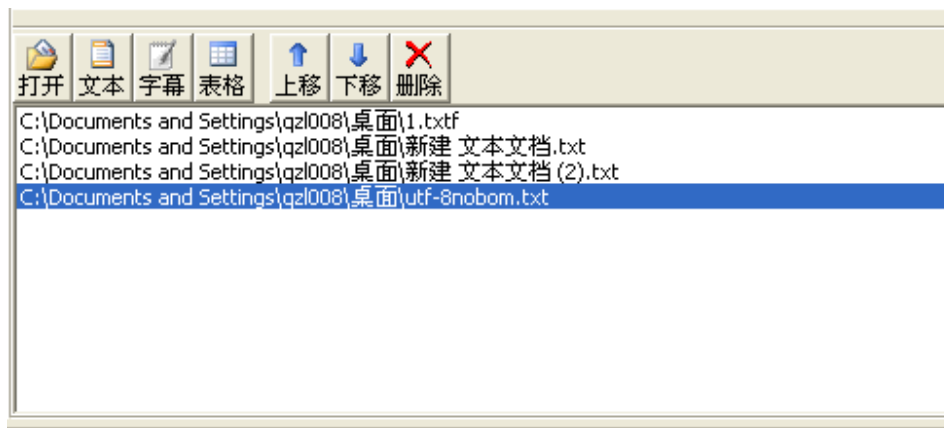 打开 文本 字幕 表格 上移 下移 删除
C:\Documents and Settings\qzl008\桌面\1.txtf
C:\Documents and Settings\qzl008\桌面\新建 文本文档.txt
C:\Documents and Settings\qzl008\桌面\新建 文本文档 (2).txt
C:\Documents and Settings\qzl008\桌面\utf-8nobom.txt